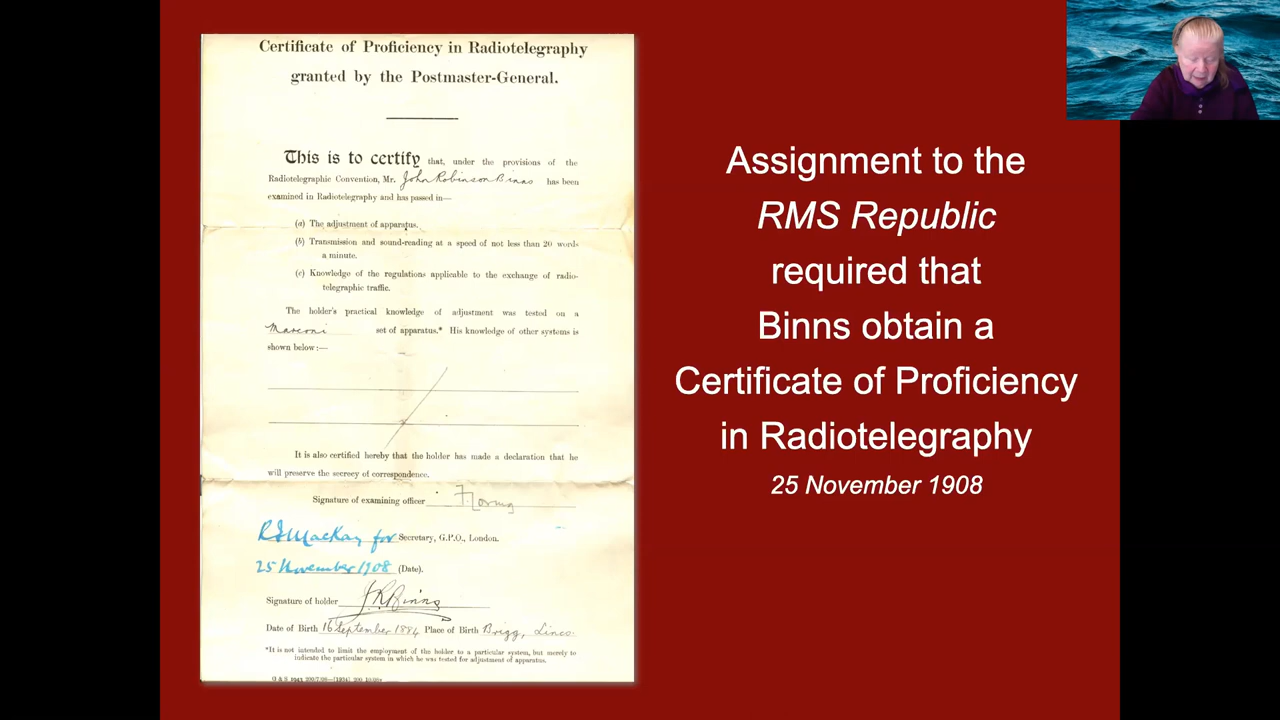 Certificate of Proficiency in Radiotelegraphy
granted by the Postmaster-General.
This is to certify that, under the provisions of the
Radiotelegraphic Convention, Mr. John Robinson Binns has been
examined in Radiotelegraphy and has passed in—
(a) The adjustment of apparatus.
(b) Transmission and sound-reading at a speed of not less than 20 words
a minute.
(c) Knowledge of the regulations applicable to the exchange of radio-
telegraphic traffic.
The holder's practical knowledge of adjustment was tested on a
Marconi set of apparatus.* His knowledge of other systems is
shown below:—
It is also certified hereby that the holder has made a declaration that he
will preserve the secrecy of correspondence.
Signature of examining officer
R S MacKay for Secretary, G.P.O., London.
25 November 1908 (Date).
Signature of holder J R Binns
Date of Birth 16 September 1884 Place of Birth Brigg, Lincs.
*It is not intended to limit the employment of the holder to a particular system, but merely to
indicate the particular system in which he was tested for adjustment of apparatus.
Assignment to the
RMS Republic
required that
Binns obtain a
Certificate of Proficiency
in Radiotelegraphy
25 November 1908